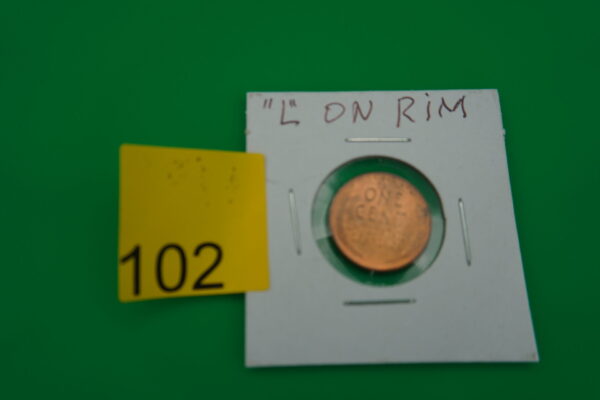 "L" ON RiM
102
ONE
CENT